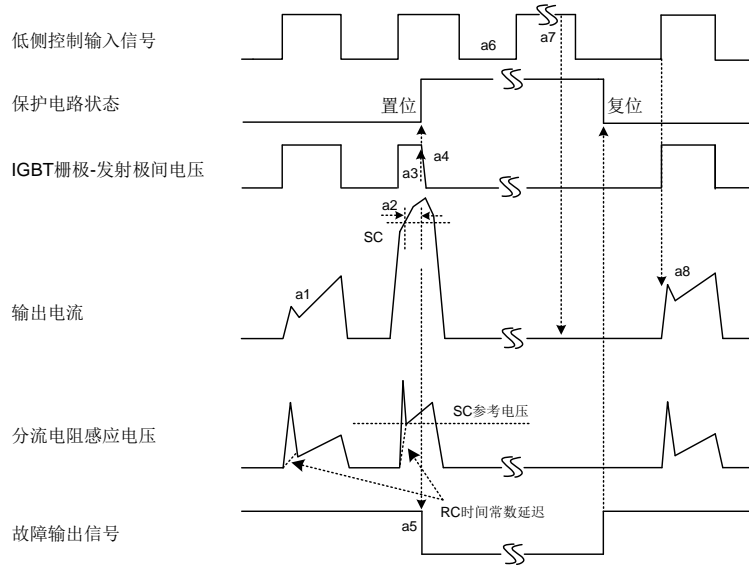 低侧控制输入信号
a6
a7
保护电路状态
置位
复位
IGBT栅极-发射极间电压
a3
a4
a2
SC
输出电流
a1
a8
分流电阻感应电压
SC参考电压
RC时间常数延迟
故障输出信号
a5